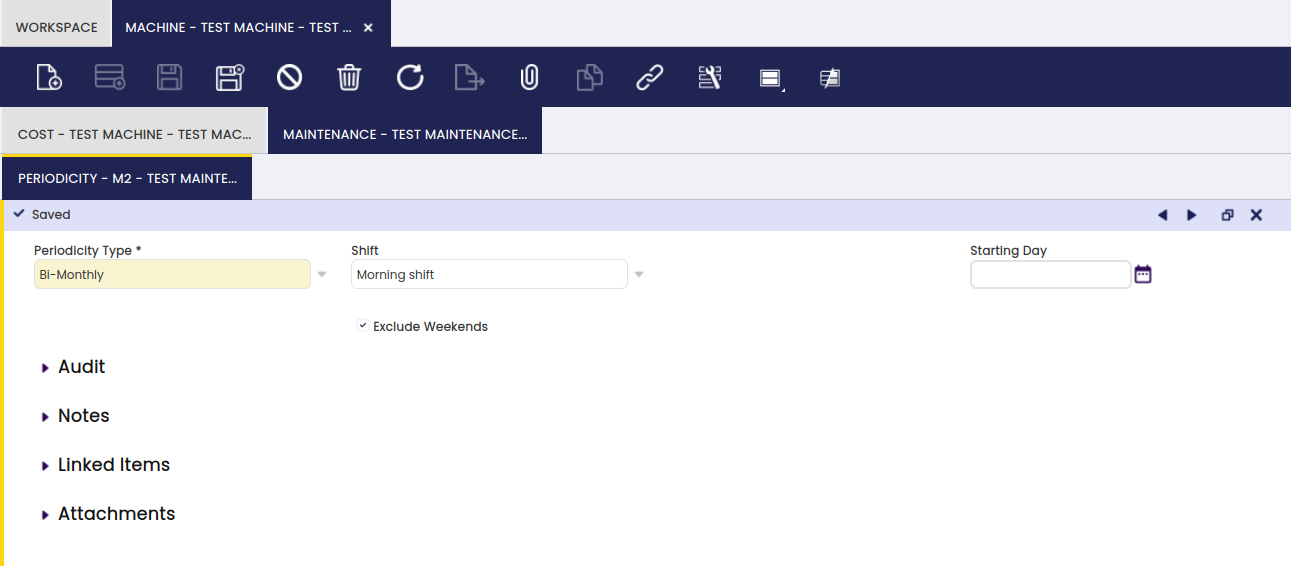 WORKSPACE
MACHINE - TEST MACHINE - TEST ...
COST - TEST MACHINE - TEST MAC...
MAINTENANCE - TEST MAINTENANCE...
PERIODICITY - M2 - TEST MAINTE...
Saved
Periodicity Type *
Shift
Starting Day
Bi-Monthly
Morning shift
Exclude Weekends
Audit
Notes
Linked Items
Attachments